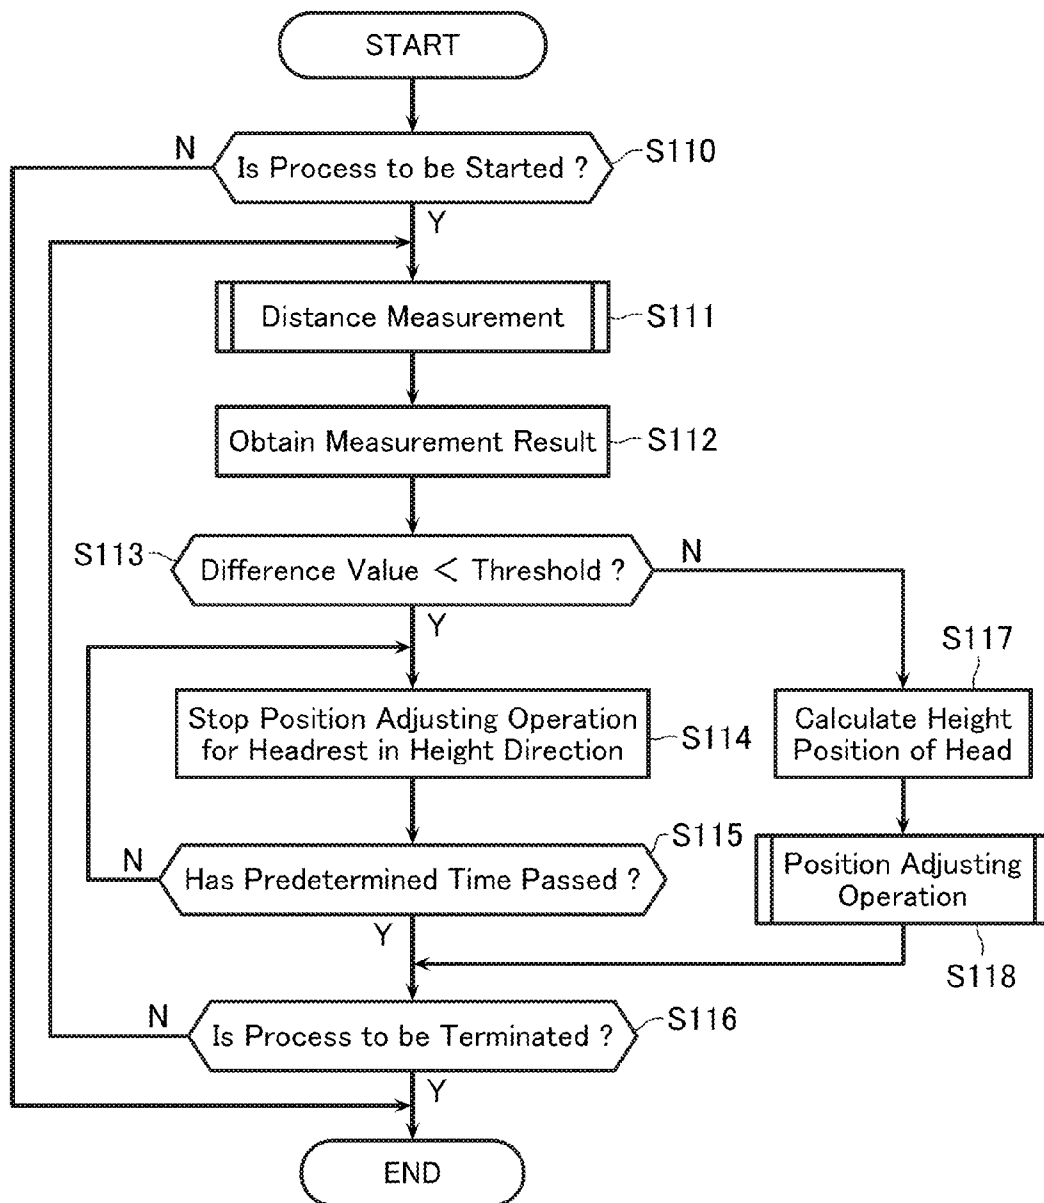 START
N
Is Process to be Started ?
S110
Y
Distance Measurement
S111
Obtain Measurement Result
S112
S113
Difference Value < Threshold ?
N
Y
S117
Stop Position Adjusting Operation
for Headrest in Height Direction
S114
Calculate Height
Position of Head
N
Has Predetermined Time Passed ?
S115
Y
Position Adjusting
Operation
S118
N
Is Process to be Terminated ?
S116
Y
END